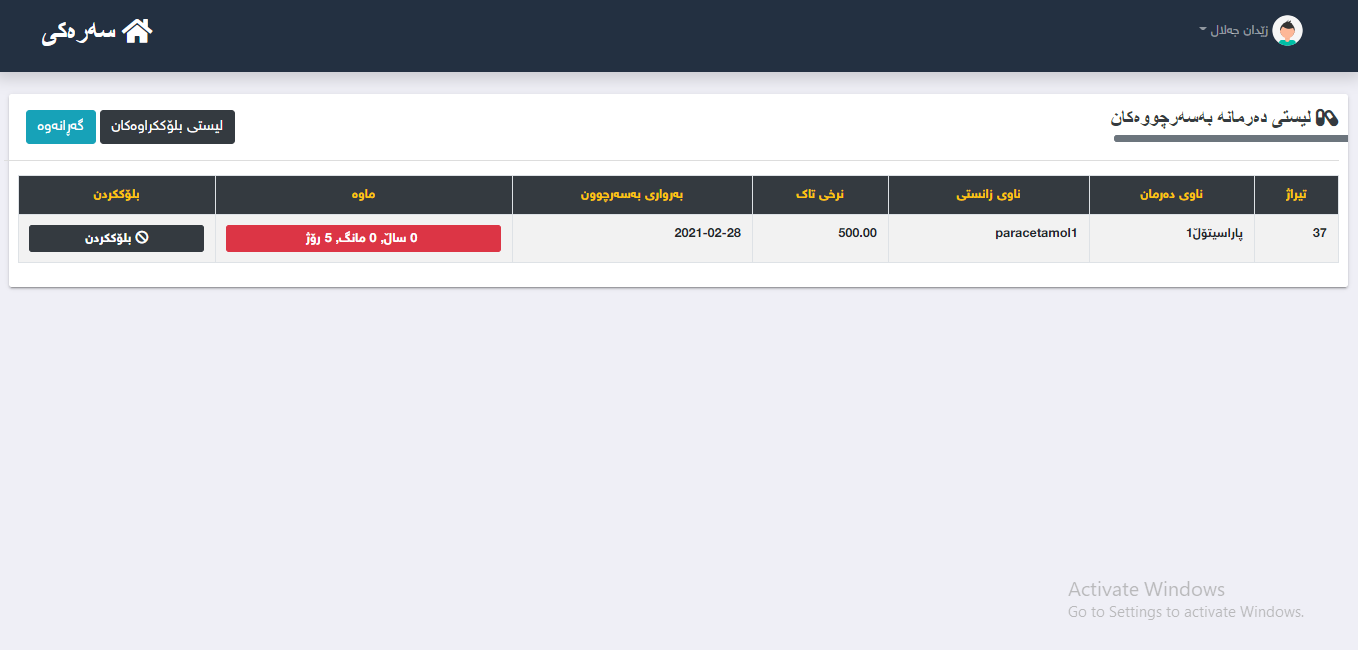 زێدان جەلال
سەرەکی
لیستی دەرمانە بەسەرچووەکان
لیستی بلۆککراوەکان
گەڕانەوە
تیراژ ناوی دەرمان ناوی زانستی نرخی تاک بەرواری بەسەرچوون ماوە بلۆککردن
37 پاراسیتۆڵ1 paracetamol1 500.00 2021-02-28 0 ساڵ, 0 مانگ, 5 رۆژ بلۆککردن
Activate Windows
Go to Settings to activate Windows.